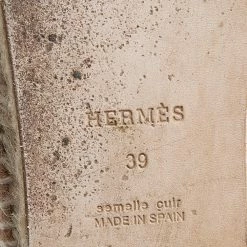 HERMÈS
39
semelle cuir
MADE IN SPAIN